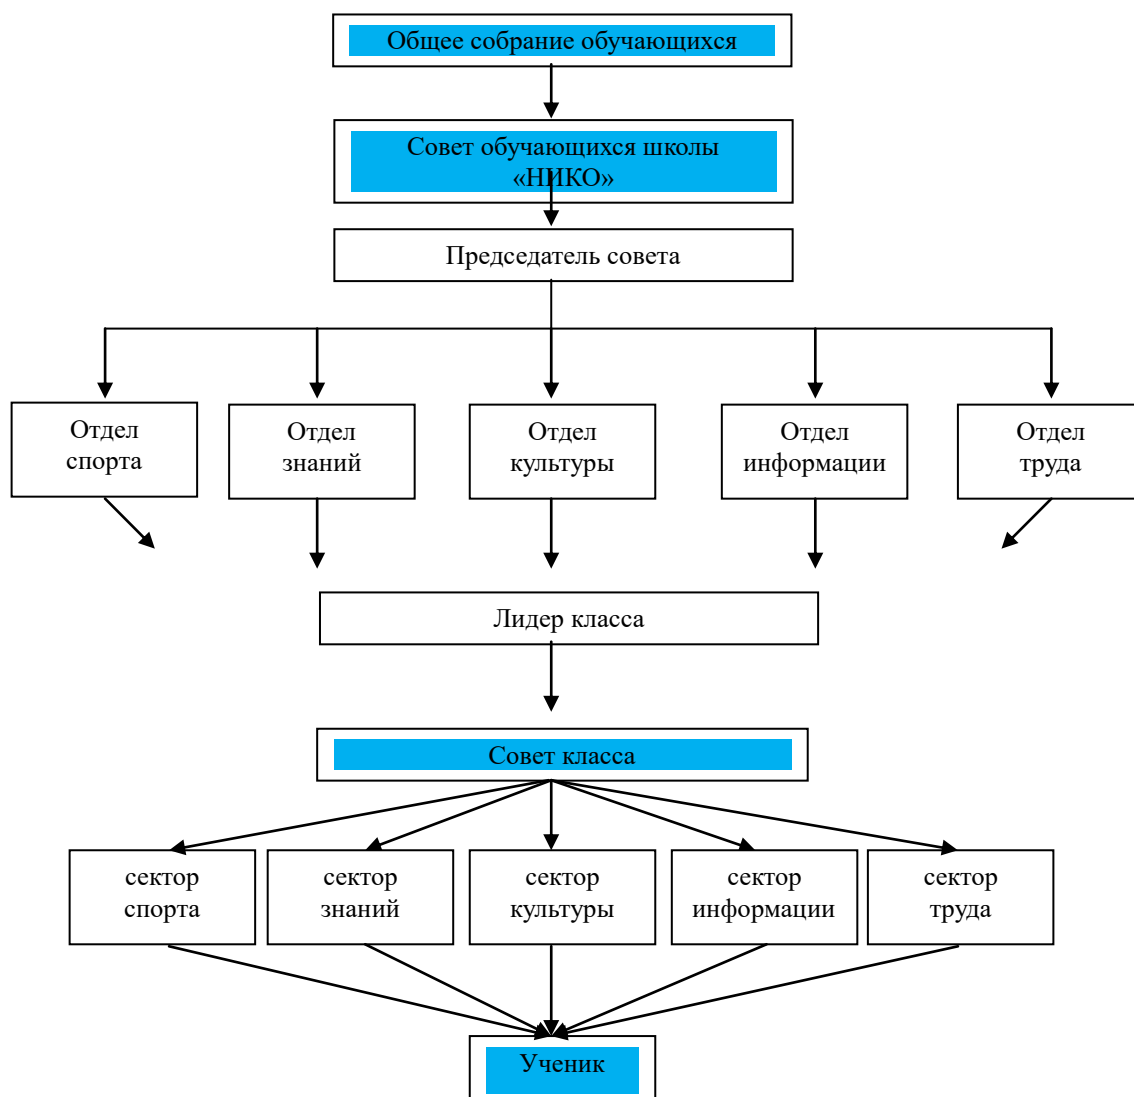 Общее собрание обучающихся
Совет обучающихся школы
«НИКО»
Председатель совета
Отдел
спорта
Отдел
знаний
Отдел
культуры
Отдел
информации
Отдел
труда
Лидер класса
Совет класса
сектор
спорта
сектор
знаний
сектор
культуры
сектор
информации
сектор
труда
Ученик